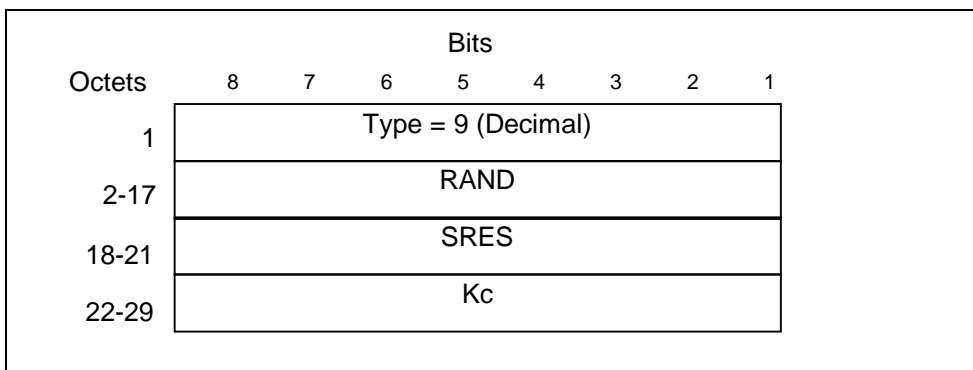 Bits
Octets 8 7 6 5 4 3 2 1
1 Type = 9 (Decimal)
2-17 RAND
18-21 SRES
22-29 Kc